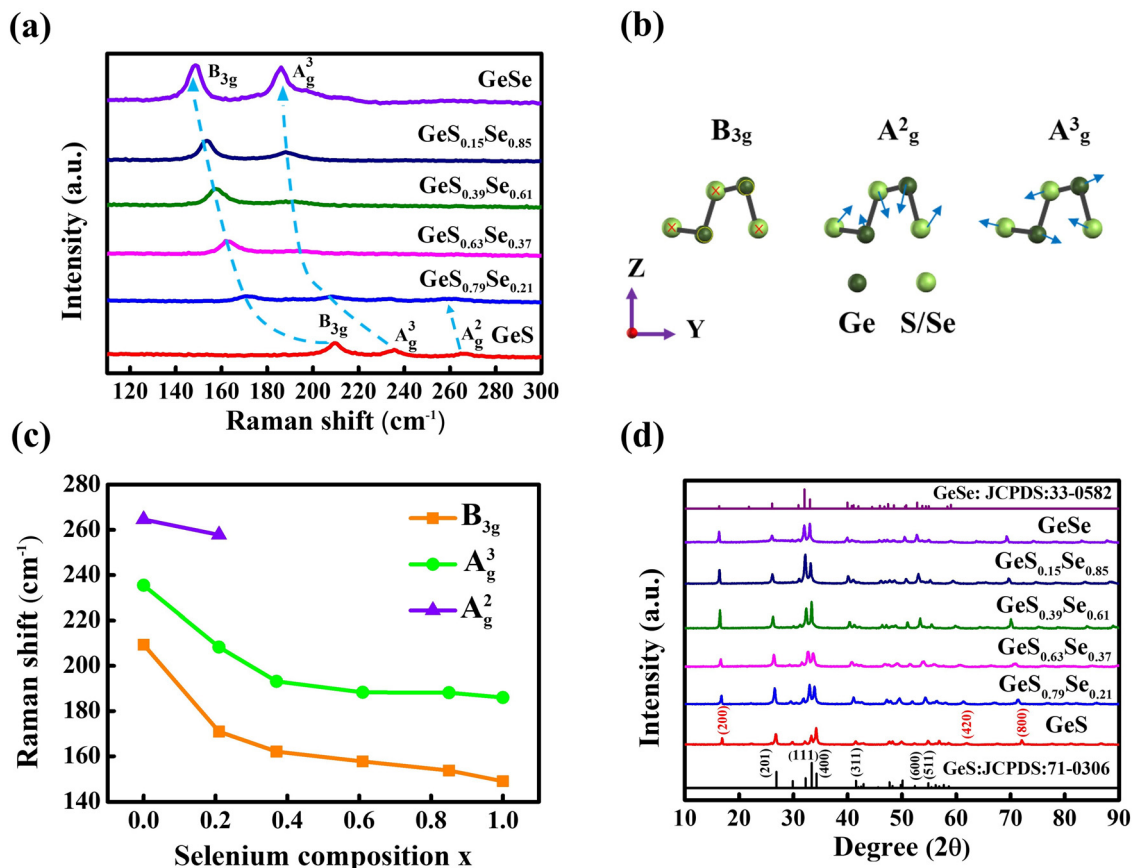 (a)
B3g
A3g
GeSe
GeS0.15Se0.85
GeS0.39Se0.61
GeS0.63Se0.37
GeS0.79Se0.21
B3g
A3g
A2g
GeS
Intensity (a.u.)
120 140 160 180 200 220 240 260 280 300
Raman shift (cm-1)
(b)
B3g A2g A3g
Z
Y
Ge S/Se
(c)
280
260
240
220
200
180
160
140
B3g
A3g
A2g
Raman shift (cm-1)
0.0 0.2 0.4 0.6 0.8 1.0
Selenium composition x
(d)
GeSe: JCPDS:33-0582
GeSe
GeS0.15Se0.85
GeS0.39Se0.61
GeS0.63Se0.37
GeS0.79Se0.21
GeS
(200) (420) (800)
(201) (111) (400) (311) (600) (511)
GeS:JCPDS:71-0306
Intensity (a.u.)
10 20 30 40 50 60 70 80 90
Degree (2θ)